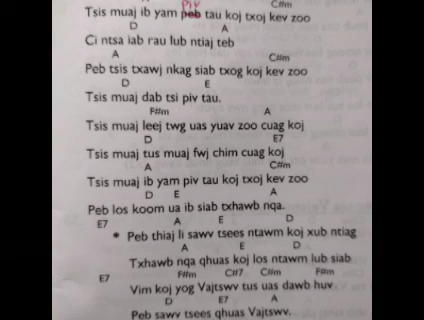 piv
C#m
Tsis muaj ib yam peb tau koj txoj kev zoo
D A
Ci ntsa iab rau lub ntiaj teb
A C#m
Peb tsis txawj nkag siab txog koj kev zoo
D E
Tsis muaj dab tsi piv tau.
F#m A
Tsis muaj leej twg uas yuav zoo cuag koj
D E7
Tsis muaj tus muaj fwj chim cuag koj
A C#m
Tsis muaj ib yam piv tau koj txoj kev zoo
D E A
Peb los koom ua ib siab txhawb nqa.
E7 A E D
* Peb thiaj li sawv tsees ntawm koj xub ntiag
A E D
Txhawb nqa qhuas koj los ntawm lub siab
E7 F#m C#7 C#m F#m
Vim koj yog Vajtswv tus uas dawb huv
D E7 A
Peb sawv tsees qhuas Vajtswv.